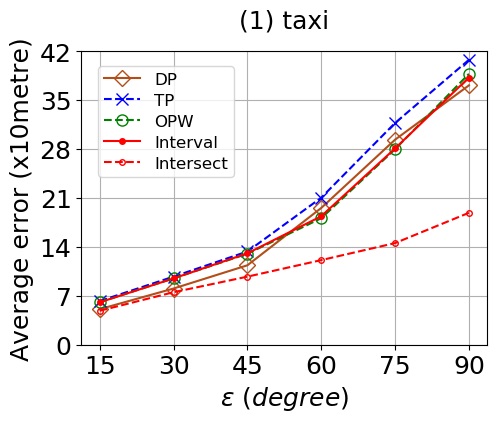 (1) taxi
Average error (x10metre)
42
35
28
21
14
7
0
DP
TP
OPW
Interval
Intersect
15 30 45 60 75 90
ε (degree)